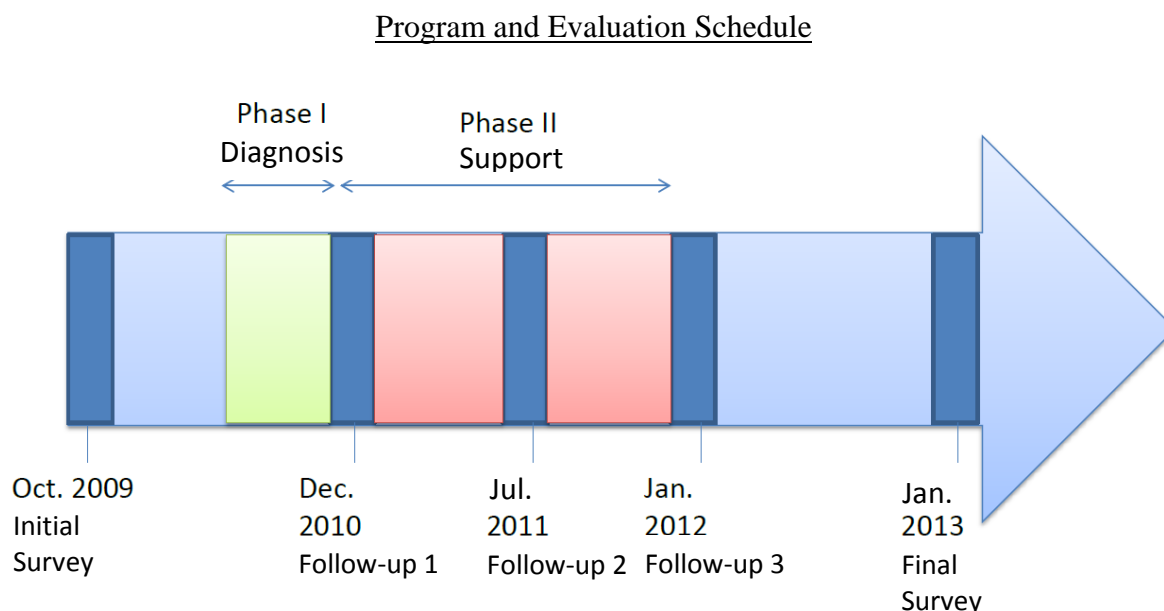 Program and Evaluation Schedule
Phase I
Diagnosis
Phase II
Support
Oct. 2009
Initial
Survey
Dec.
2010
Follow-up 1
Jul.
2011
Follow-up 2
Jan.
2012
Follow-up 3
Jan.
2013
Final
Survey